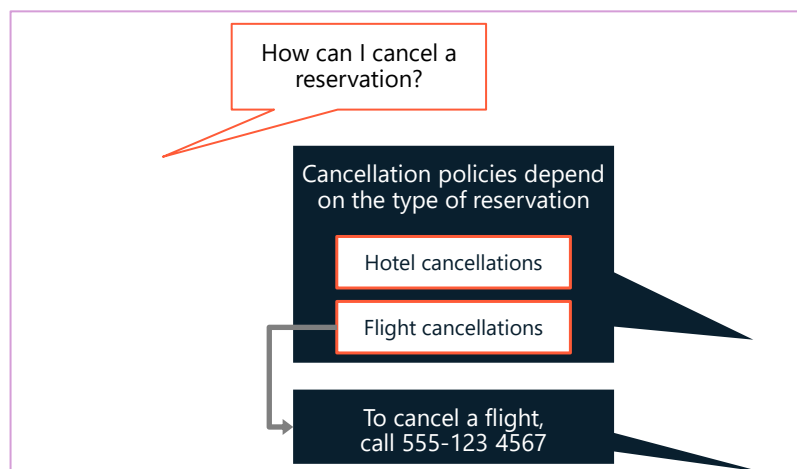 How can I cancel a
reservation?
Cancellation policies depend
on the type of reservation
Hotel cancellations
Flight cancellations
To cancel a flight,
call 555-123 4567